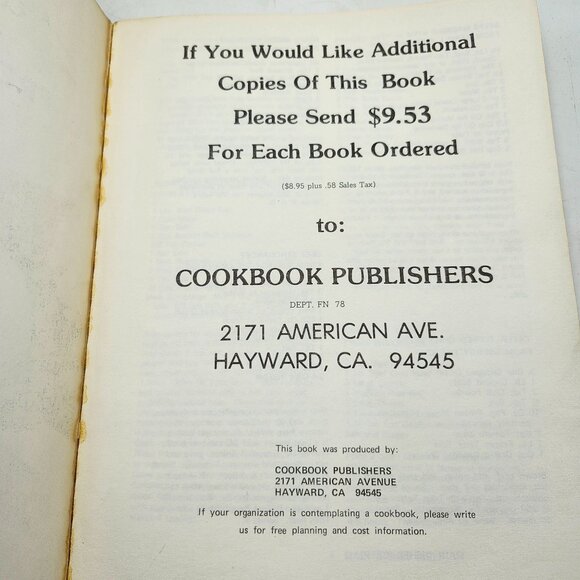 If You Would Like Additional
Copies Of This Book
Please Send $9.53
For Each Book Ordered
($8.95 plus .58 Sales Tax)
to:
COOKBOOK PUBLISHERS
DEPT. FN 78
2171 AMERICAN AVE.
HAYWARD, CA. 94545
This book was produced by:
COOKBOOK PUBLISHERS
2171 AMERICAN AVENUE
HAYWARD, CA 94545
If your organization is contemplating a cookbook, please write
us for free planning and cost information.